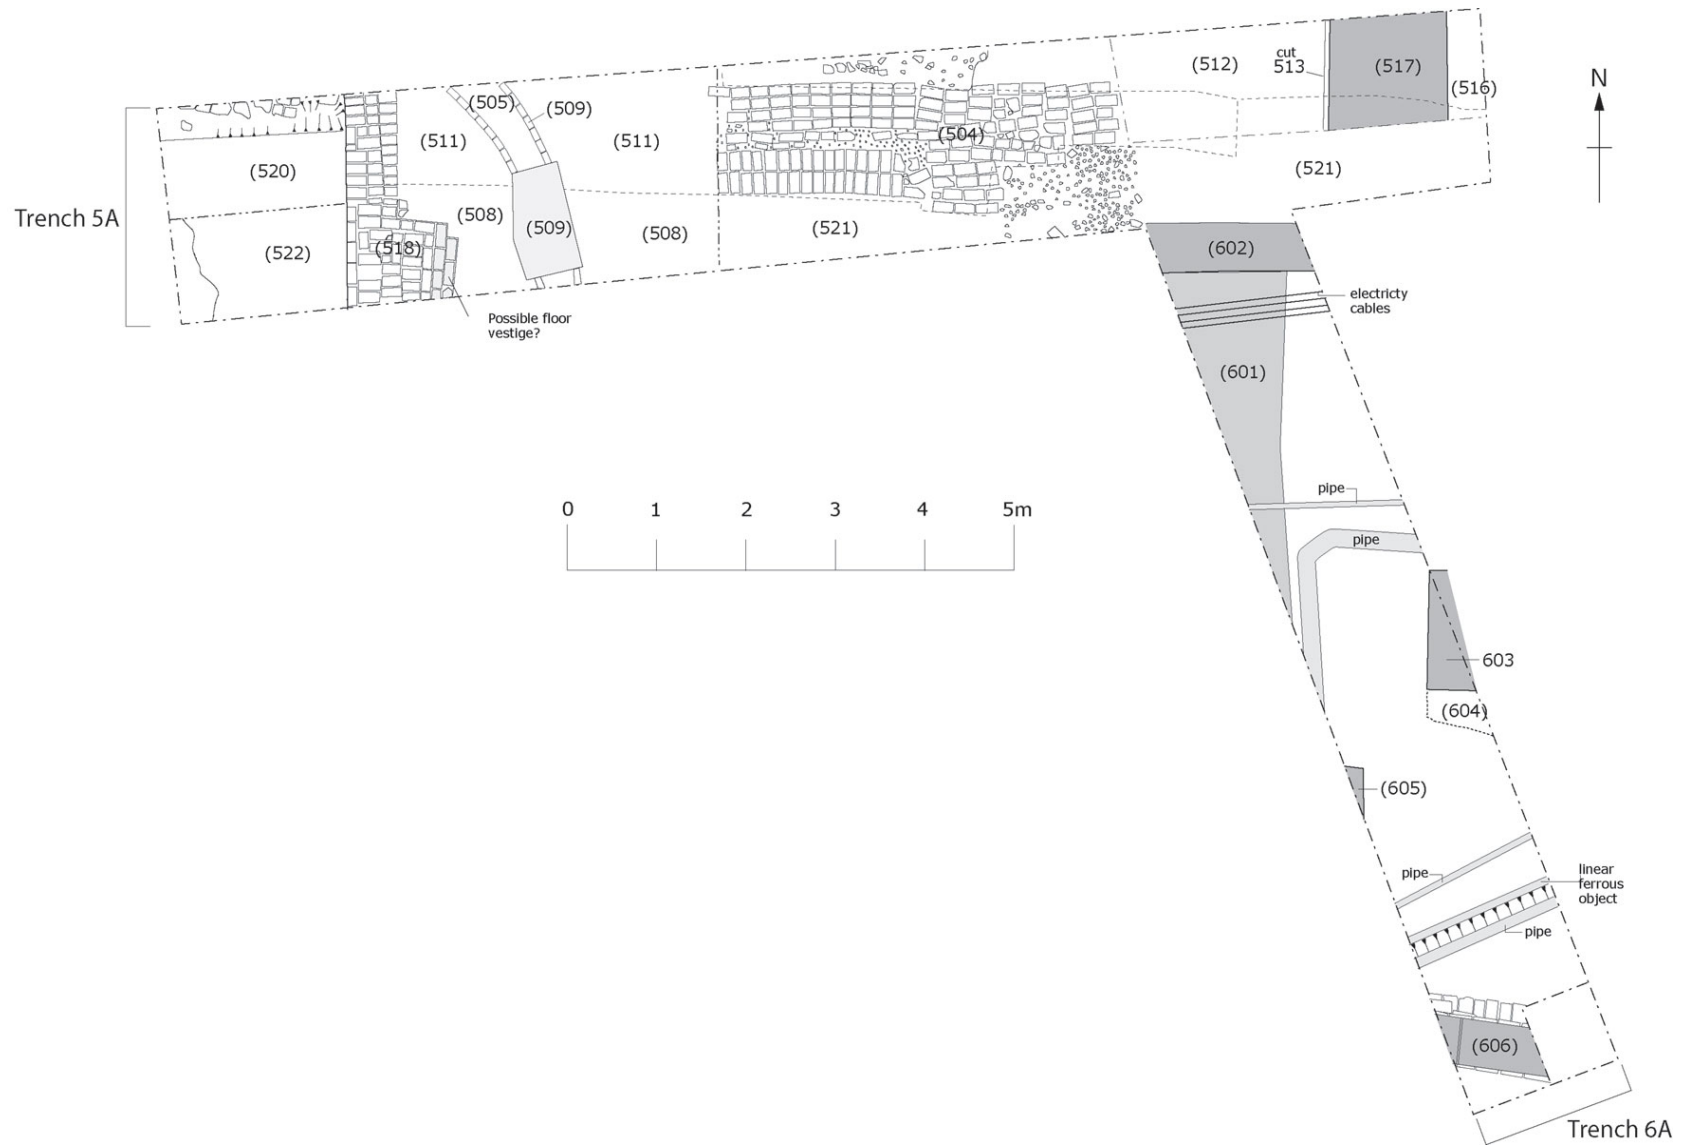 (512)
cut
513
(517)
(516)
N
(505)
(509)
(511)
(511)
(504)
(520)
(521)
Trench 5A
(508)
(509)
(508)
(521)
(522)
(518)
(602)
Possible floor
vestige?
electricty
cables
(601)
pipe
0 1 2 3 4 5m
pipe
603
(604)
(605)
pipe
linear
ferrous
object
pipe
(606)
Trench 6A